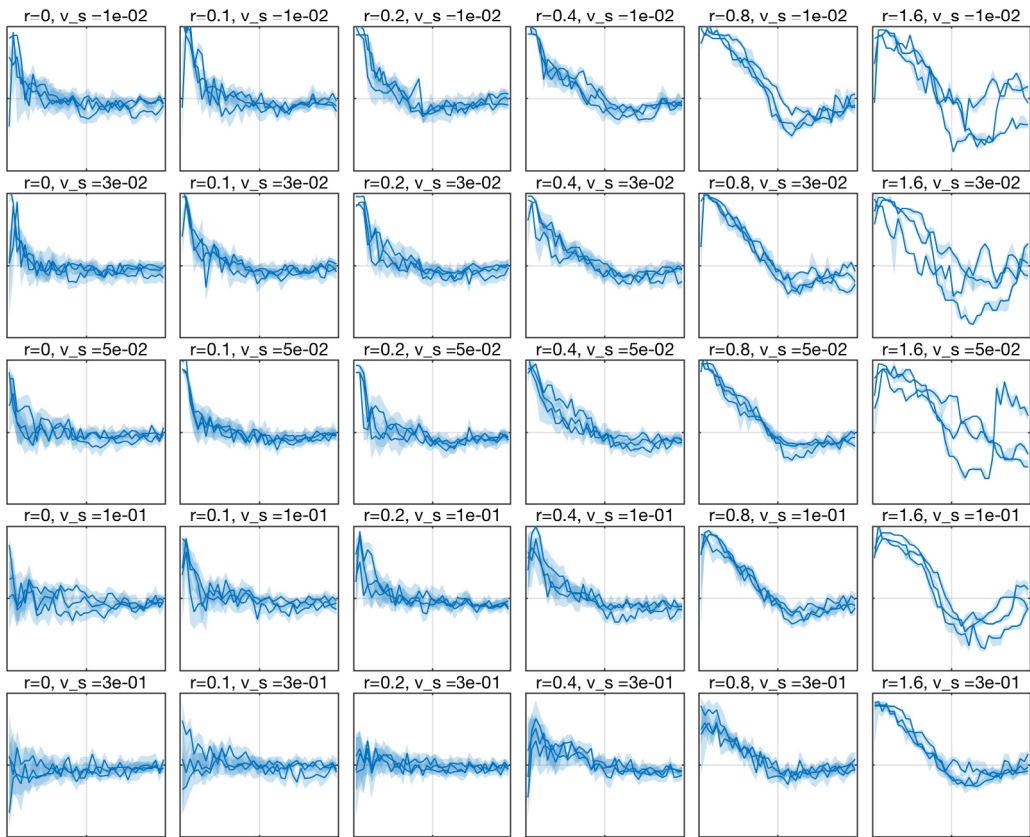 r=0, v_s =1e-02
r=0.1, v_s =1e-02
r=0.2, v_s =1e-02
r=0.4, v_s =1e-02
r=0.8, v_s =1e-02
r=1.6, v_s =1e-02
r=0, v_s =3e-02
r=0.1, v_s =3e-02
r=0.2, v_s =3e-02
r=0.4, v_s =3e-02
r=0.8, v_s =3e-02
r=1.6, v_s =3e-02
r=0, v_s =5e-02
r=0.1, v_s =5e-02
r=0.2, v_s =5e-02
r=0.4, v_s =5e-02
r=0.8, v_s =5e-02
r=1.6, v_s =5e-02
r=0, v_s =1e-01
r=0.1, v_s =1e-01
r=0.2, v_s =1e-01
r=0.4, v_s =1e-01
r=0.8, v_s =1e-01
r=1.6, v_s =1e-01
r=0, v_s =3e-01
r=0.1, v_s =3e-01
r=0.2, v_s =3e-01
r=0.4, v_s =3e-01
r=0.8, v_s =3e-01
r=1.6, v_s =3e-01